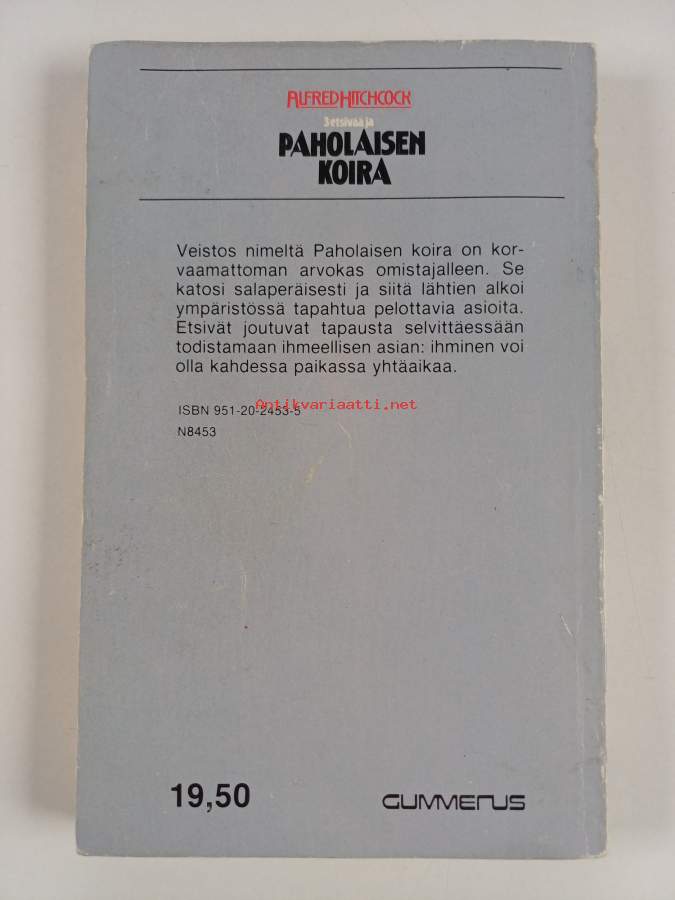 ALFRED HITCHCOCK
3 etsivää ja
PAHOLAISEN
KOIRA
Veistos nimeltä Paholaisen koira on kor-
vaamattoman arvokas omistajalleen. Se
katosi salaperäisesti ja siitä lähtien alkoi
ympäristössä tapahtua pelottavia asioita.
Etsivät joutuvat tapausta selvittäessään
todistamaan ihmeellisen asian: ihminen voi
olla kahdessa paikassa yhtäaikaa.
Antikvariaatti.net
ISBN 951-20-2453-5
N8453
19,50
GUMMERUS